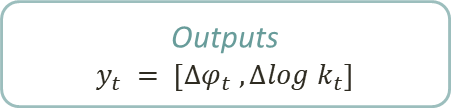 Outputs
y_t = [Δφ_t , Δlog k_t]